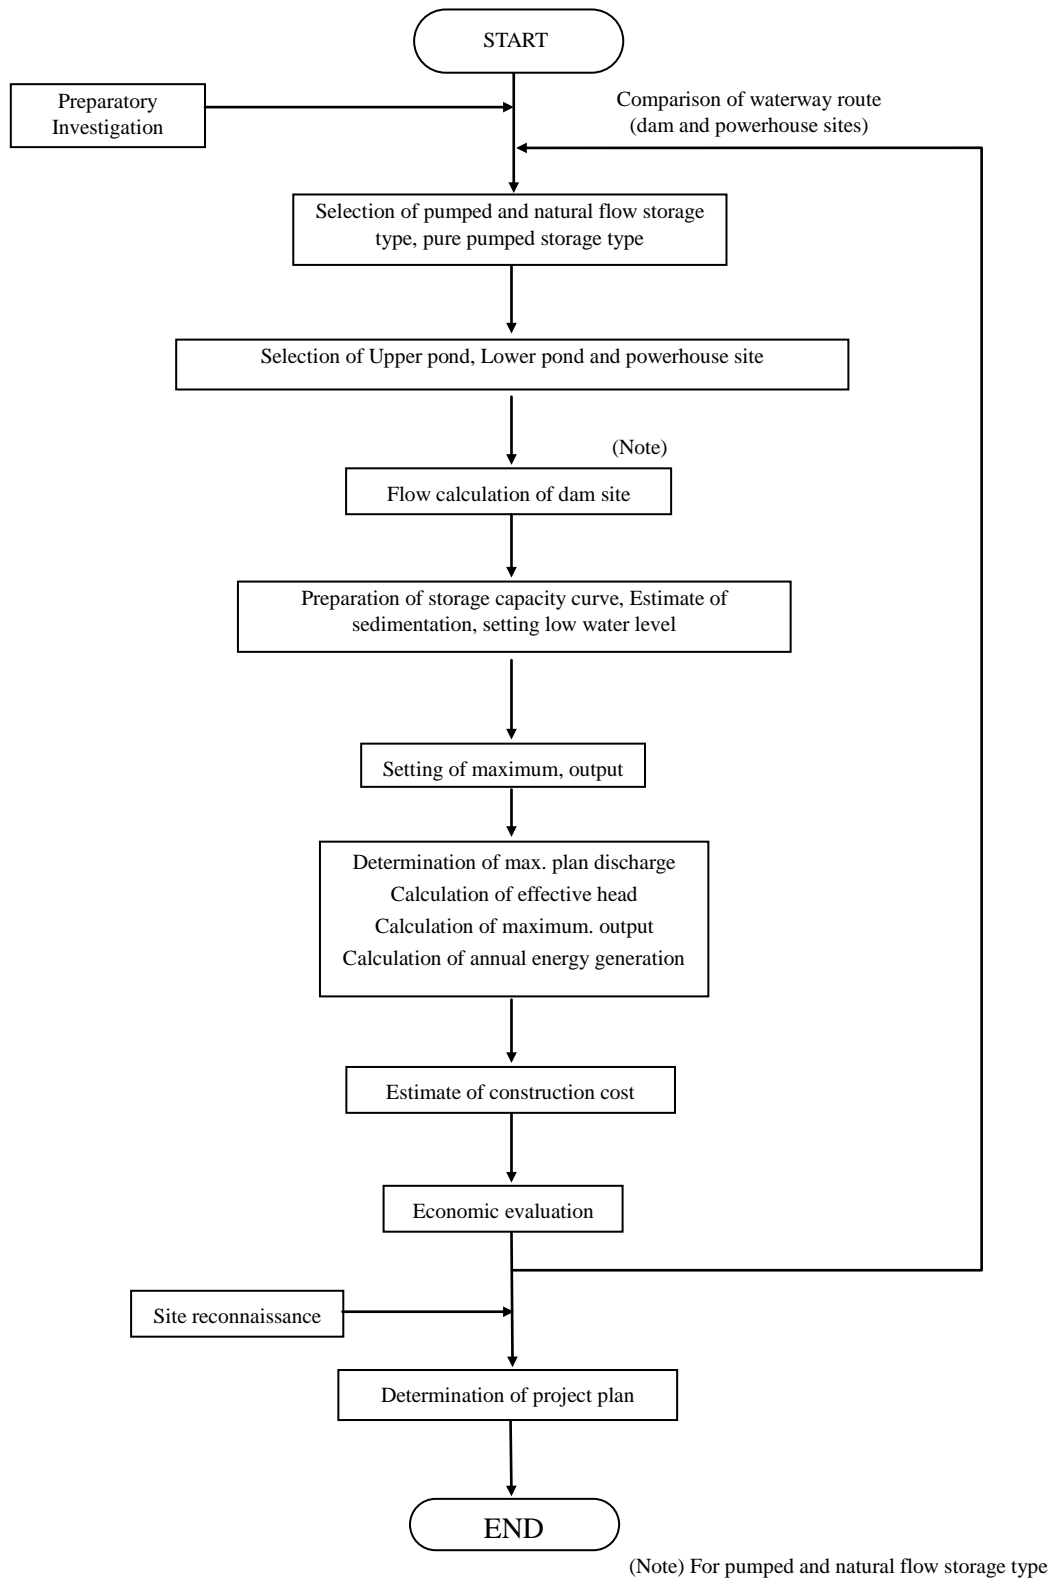 START
Preparatory
Investigation
Comparison of waterway route
(dam and powerhouse sites)
Selection of pumped and natural flow storage
type, pure pumped storage type
Selection of Upper pond, Lower pond and powerhouse site
(Note)
Flow calculation of dam site
Preparation of storage capacity curve, Estimate of
sedimentation, setting low water level
Setting of maximum, output
Determination of max. plan discharge
Calculation of effective head
Calculation of maximum. output
Calculation of annual energy generation
Estimate of construction cost
Economic evaluation
Site reconnaissance
Determination of project plan
END
(Note) For pumped and natural flow storage type